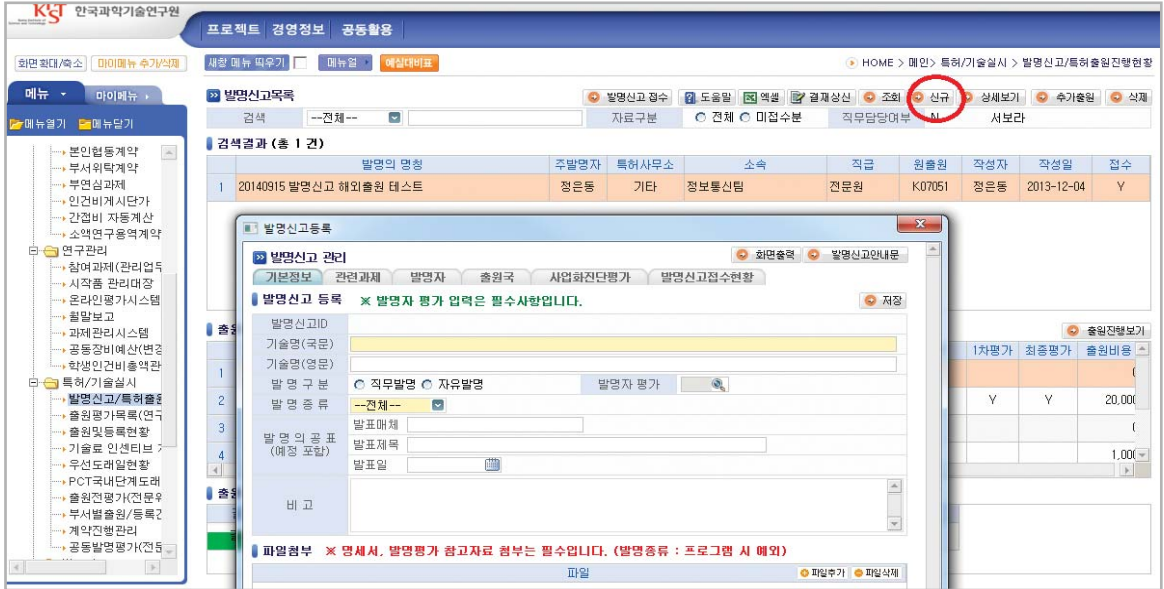 KIST 한국과학기술연구원
프로젝트 경영정보 공동활용
화면확대/축소 마이메뉴 추가/삭제 새창 메뉴 띄우기 메뉴얼 예실대비표 HOME > 메인> 특허/기술실시 > 발명신고/특허출원진행현황
메뉴 마이메뉴
메뉴열기 메뉴닫기
본인협동계약
부서위탁계약
부연심과제
인건비게시단가
간접비 자동계산
소액연구용역계약
연구관리
참여과제(관리업무
시작품 관리대장
온라인평가시스템
월말보고
과제관리시스템
공동장비예산(변경
학생인건비총액관
특허/기술실시
발명신고/특허출원
출원평가목록(연구
출원및등록현황
기술료 인센티브
우선도래일현황
PCT국내단계도래
출원전평가(전문위
부서별출원/등록건
계약진행관리
공동발명평가(전문
발명신고목록 발명신고 접수 도움말 엑셀 결재상신 조회 신규 상세보기 추가출원 삭제
검색 --전체-- 자료구분 전체 미접수분 직무담당여부 N 서보라
검색결과 (총 1 건)
발명의 명칭 주발명자 특허사무소 소속 직급 원출원 작성자 작성일 접수
1 20140915 발명신고 해외출원 테스트 정은동 기타 정보통신팀 전문원 K07051 정은동 2013-12-04 Y
발명신고등록
발명신고 관리 화면출력 발명신고안내문
기본정보 관련과제 발명자 출원국 사업화진단평가 발명신고접수현황
발명신고 등록 ※ 발명자 평가 입력은 필수사항입니다. 저장
발명신고ID
기술명(국문)
기술명(영문)
발 명 구 분 직무발명 자유발명 발명자 평가
발 명 종 류 --전체--
발 명 의 공 표
(예정 포함)
발표매체
발표제목
발표일
비 고
파일첨부 ※ 명세서, 발명평가 참고자료 첨부는 필수입니다. (발명종류 : 프로그램 시 예외)
파일 파일추가 파일삭제
출원진행보기
1차평가 최종평가 출원비용
1
2 Y Y 20,000
3
4 1,000